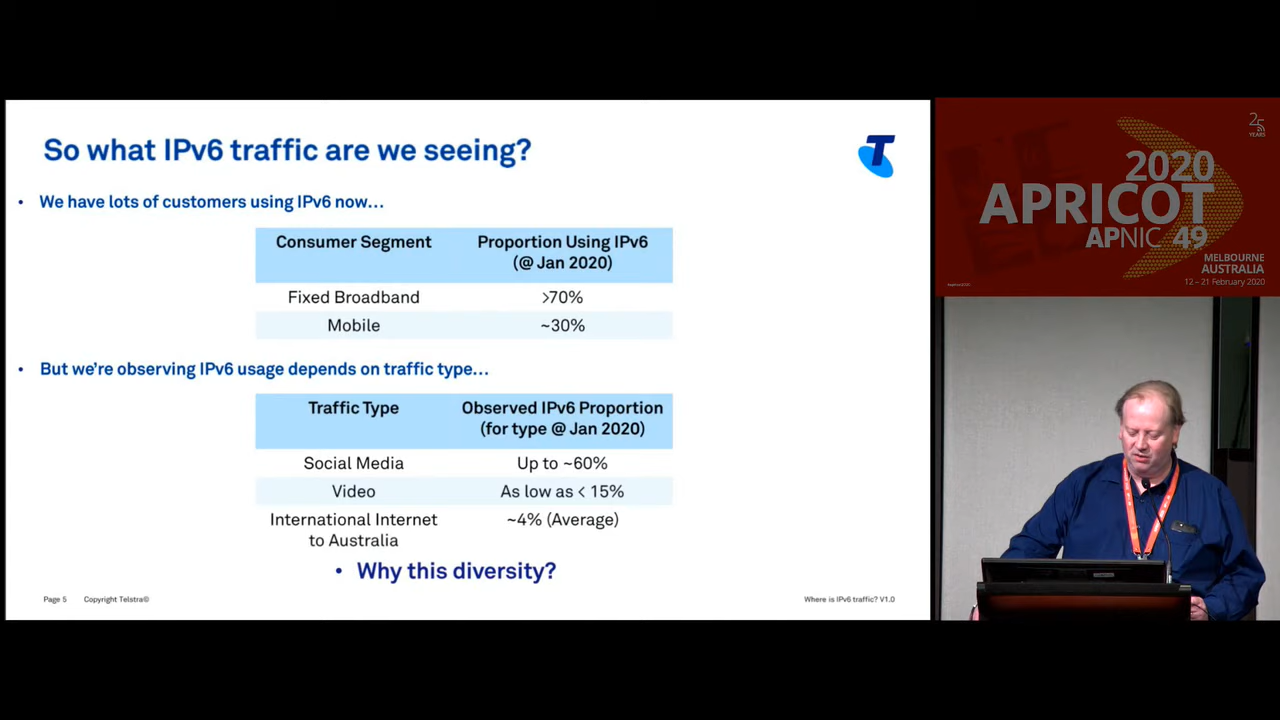 So what IPv6 traffic are we seeing?
• We have lots of customers using IPv6 now...
Consumer Segment
Proportion Using IPv6
(@ Jan 2020)
Fixed Broadband
>70%
Mobile
~30%
• But we're observing IPv6 usage depends on traffic type...
Traffic Type
Observed IPv6 Proportion
(for type @ Jan 2020)
Social Media
Up to ~60%
Video
As low as < 15%
International Internet
to Australia
~4% (Average)
• Why this diversity?
Page 5
Copyright Telstra©
Where is IPv6 traffic? V1.0
T
25
YEARS
2020
APRICOT
APNIC 49
MELBOURNE
AUSTRALIA
12 – 21 February 2020